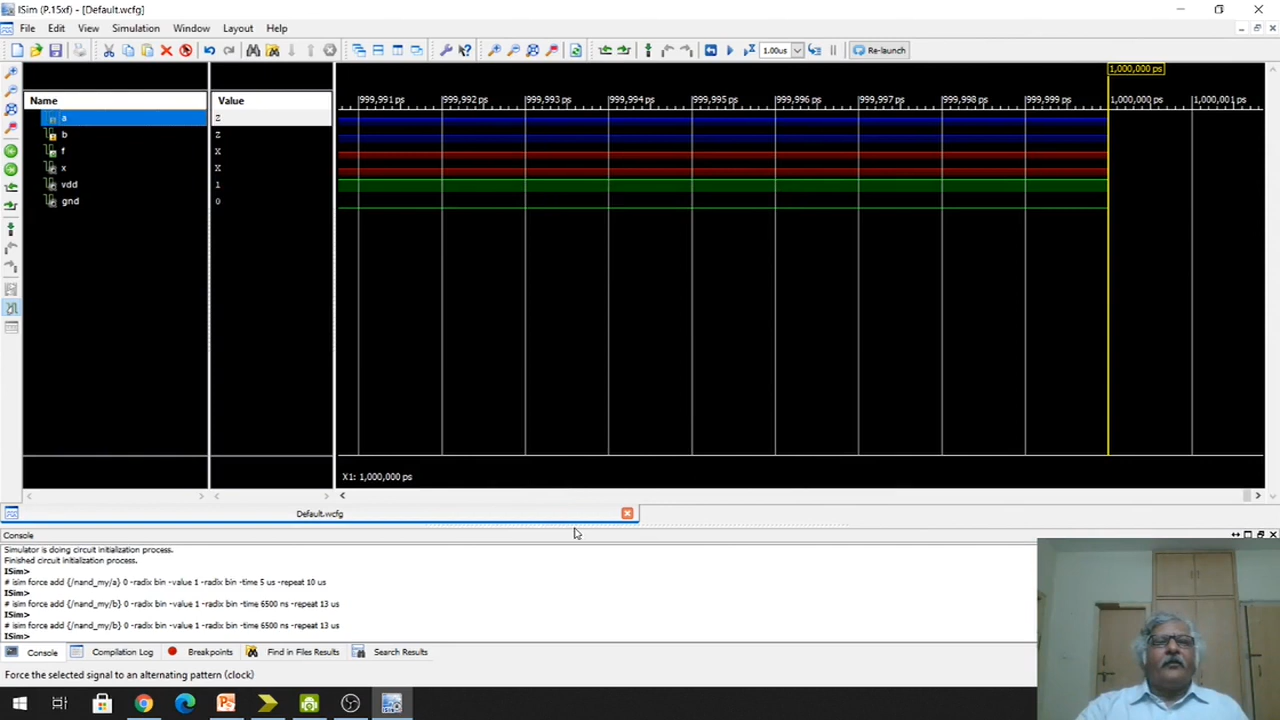 ISim (P.15xf) - [Default.wcfg]
File Edit View Simulation Window Layout Help
1.00us Re-launch
1,000,000 ps
Name Value
999,991 ps 999,992 ps 999,993 ps 999,994 ps 999,995 ps 999,996 ps 999,997 ps 999,998 ps 999,999 ps 1,000,000 ps 1,000,001 ps
a Z
b Z
f X
x X
vdd 1
gnd 0
X1: 1,000,000 ps
Default.wcfg
Console
Simulator is doing circuit initialization process.
Finished circuit initialization process.
ISim>
# isim force add {/nand_my/a} 0 -radix bin -value 1 -radix bin -time 5 us -repeat 10 us
ISim>
# isim force add {/nand_my/b} 0 -radix bin -value 1 -radix bin -time 6500 ns -repeat 13 us
ISim>
# isim force add {/nand_my/b} 0 -radix bin -value 1 -radix bin -time 6500 ns -repeat 13 us
ISim>
Console Compilation Log Breakpoints Find in Files Results Search Results
Force the selected signal to an alternating pattern (clock)